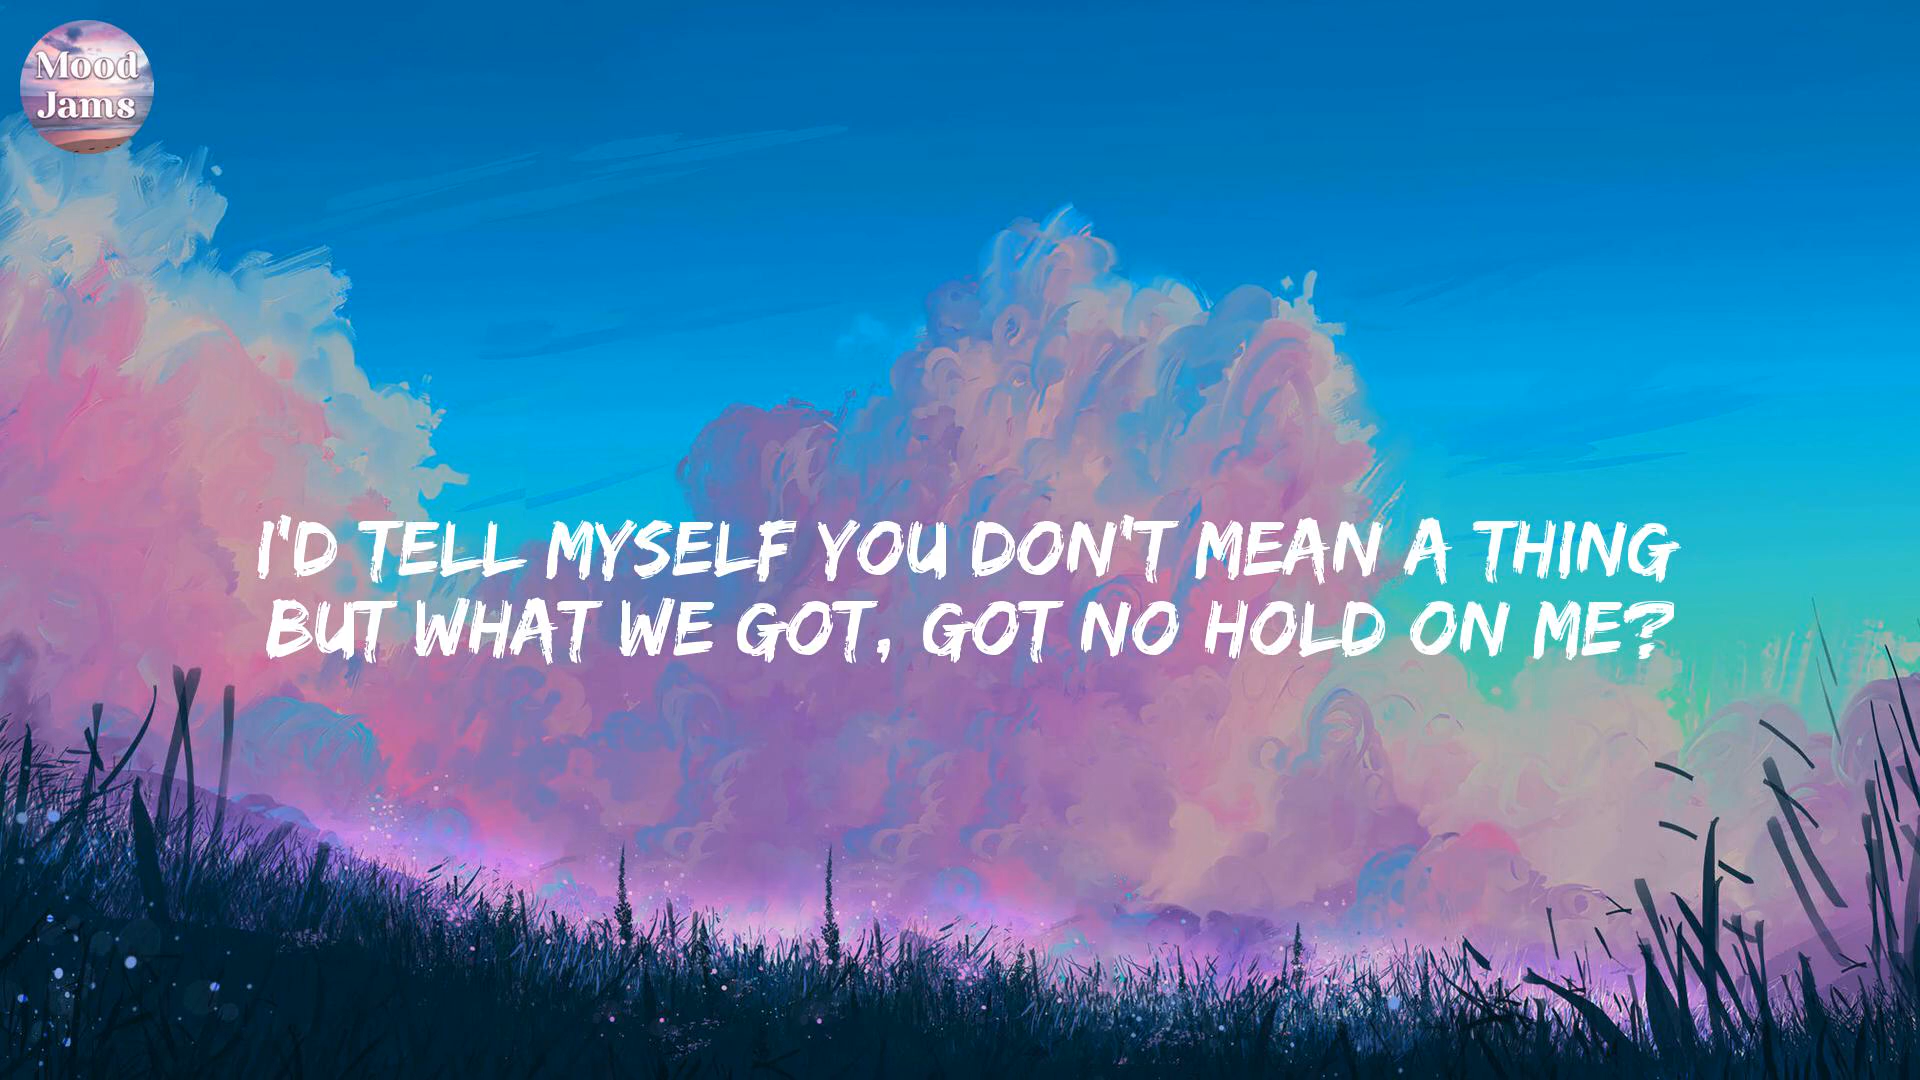 Mood
Jams
I'D TELL MYSELF YOU DON'T MEAN A THING
BUT WHAT WE GOT, GOT NO HOLD ON ME?